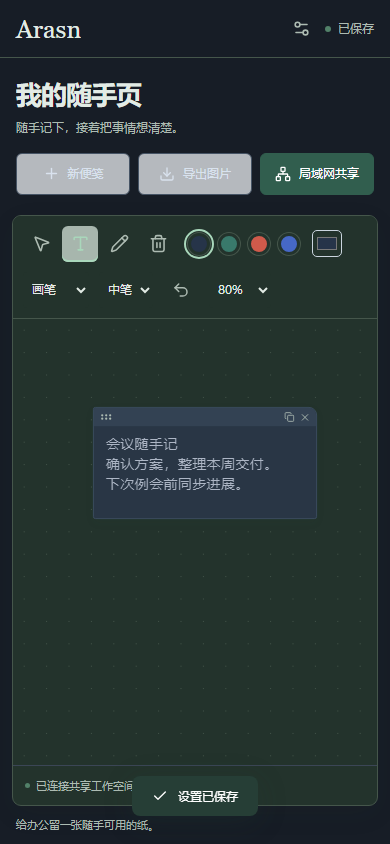 Arasn
已保存
我的随手页
随手记下，接着把事情想清楚。
新便笺
导出图片
局域网共享
画笔
中笔
80%
会议随手记
确认方案，整理本周交付。
下次例会前同步进展。
已连接共享工作空间
设置已保存
给办公留一张随手可用的纸。